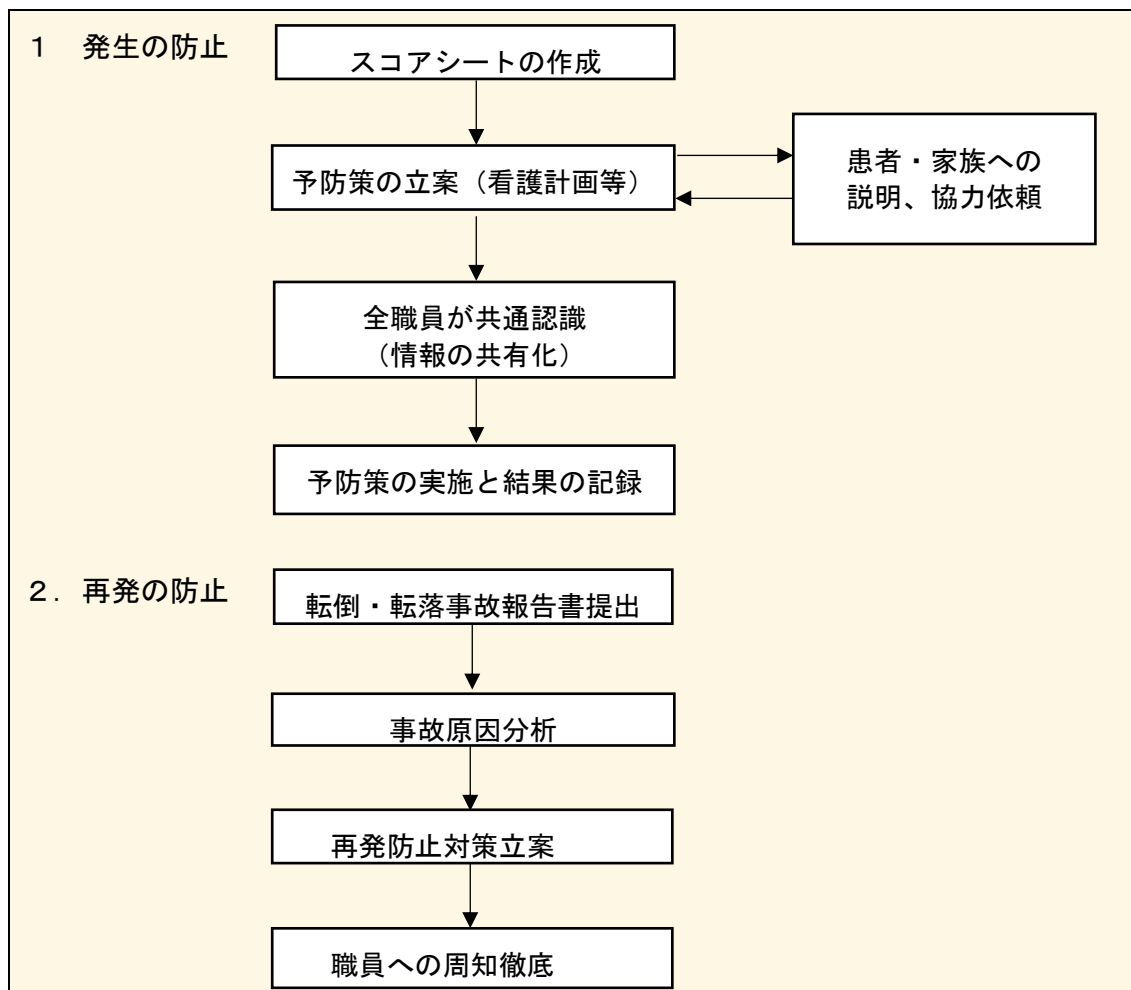 1 発生の防止
スコアシートの作成
予防策の立案（看護計画等）
患者・家族への
説明、協力依頼
全職員が共通認識
（情報の共有化）
予防策の実施と結果の記録
２．再発の防止
転倒・転落事故報告書提出
事故原因分析
再発防止対策立案
職員への周知徹底